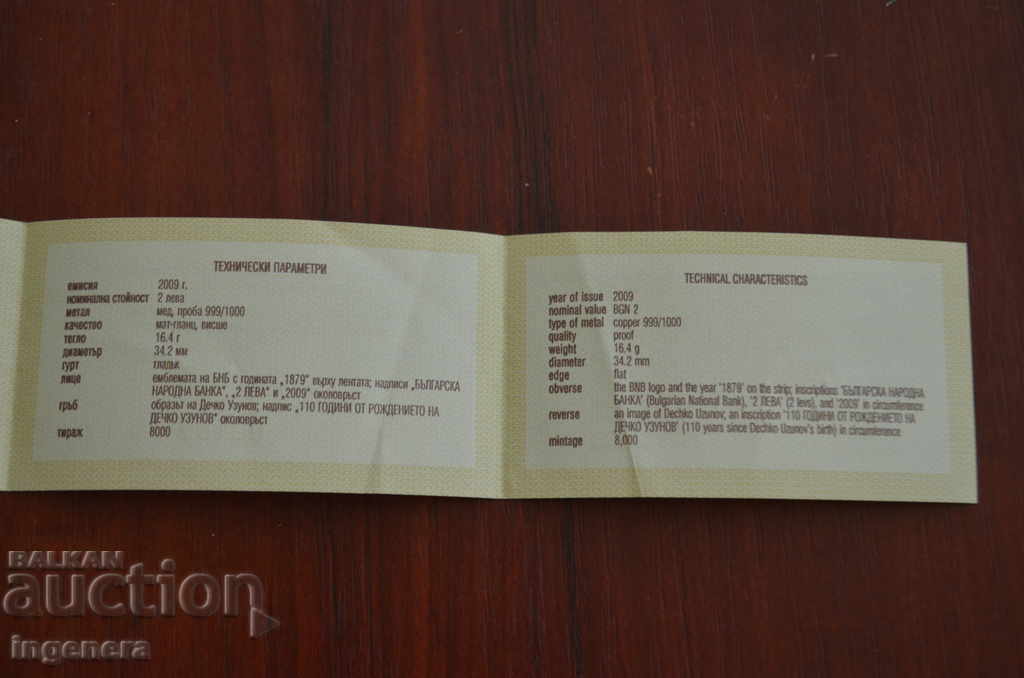 ТЕХНИЧЕСКИ ПАРАМЕТРИ
емисия 2009 г.
номинална стойност 2 лева
метал мед, проба 999/1000
качество мат-гланц, висше
тегло 16.4 г
диаметър 34.2 мм
гурт гладък
лице емблемата на БНБ с годината „1879" върху лентата; надписи „БЪЛГАРСКА
НАРОДНА БАНКА", „2 ЛЕВА" и „2009" околовръст
гръб образът на Дечко Узунов; надпис „110 ГОДИНИ ОТ РОЖДЕНИЕТО НА
ДЕЧКО УЗУНОВ" околовръст
тираж 8000
TECHNICAL CHARACTERISTICS
year of issue 2009
nominal value BGN 2
type of metal copper 999/1000
quality proof
weight 16.4 g
diameter 34.2 mm
edge flat
obverse the BNB logo and the year '1879' on the strip; inscriptions 'БЪЛГАРСКА НАРОДНА
БАНКА' (Bulgarian National Bank), '2 ЛЕВА' (2 leva), and '2009' in circumference
reverse an image of Dechko Uzunov; an inscription '110 ГОДИНИ ОТ РОЖДЕНИЕТО НА
ДЕЧКО УЗУНОВ' (110 years since Dechko Uzunov's birth) in circumference
mintage 8,000
BALKAN
auction
ingenera